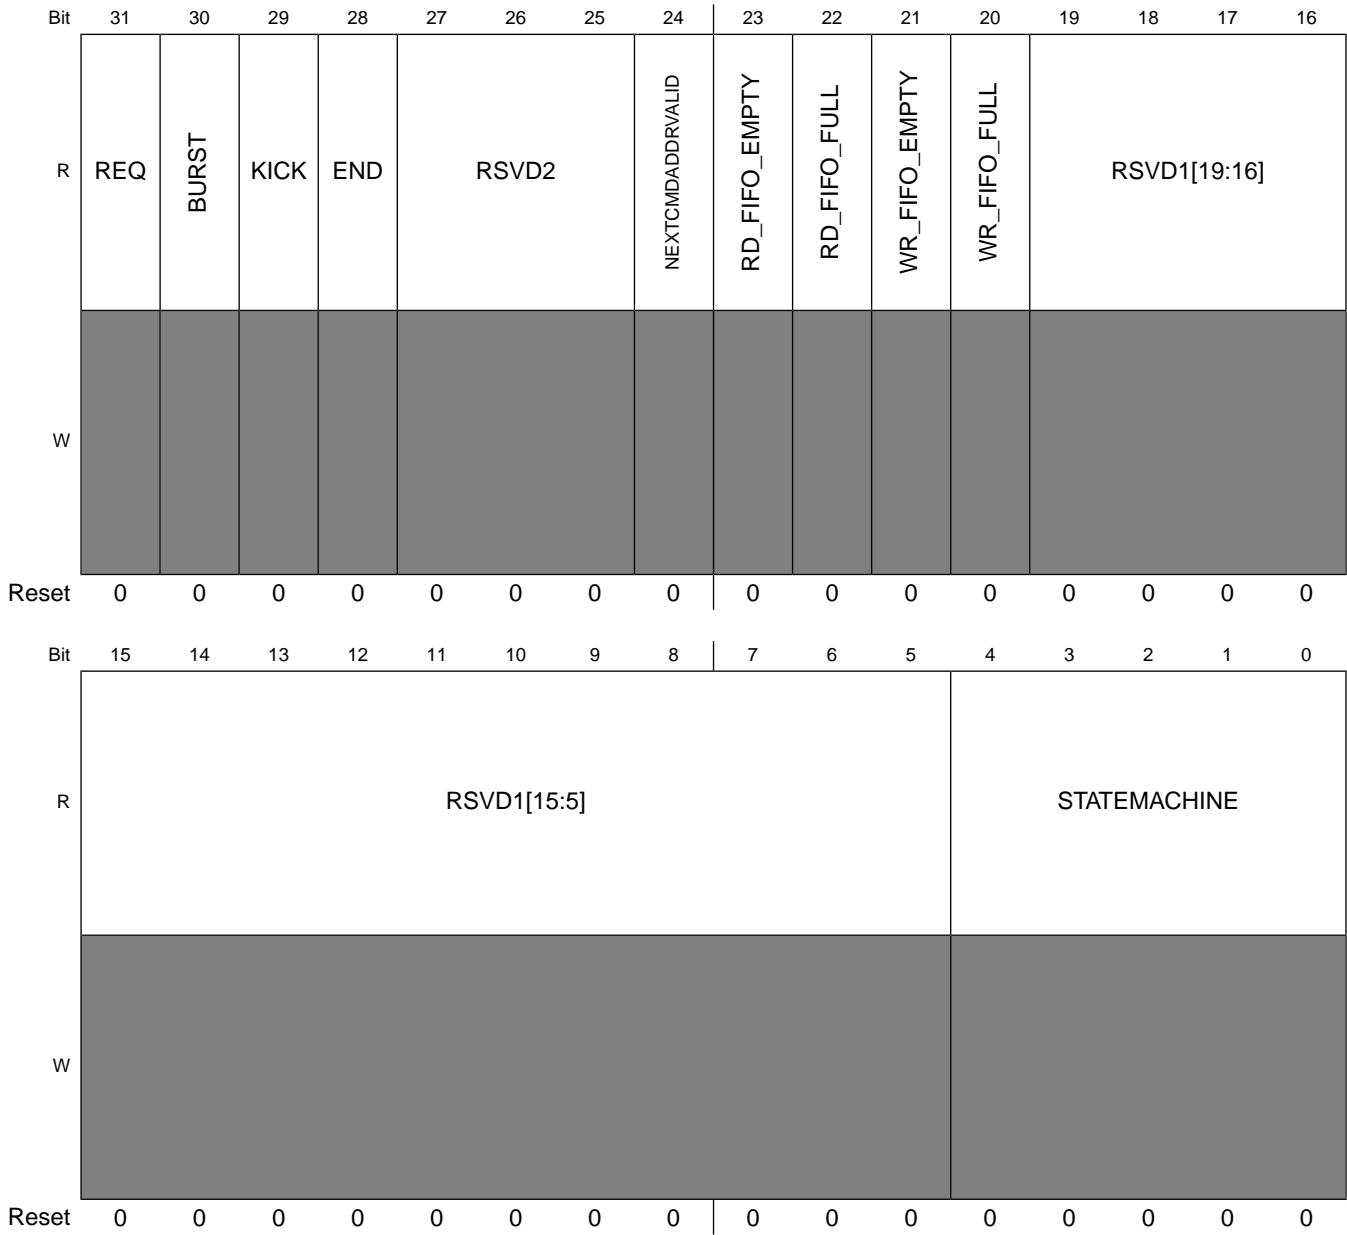 Bit 31 30 29 28 27 26 25 24 23 22 21 20 19 18 17 16
R REQ BURST KICK END RSVD2 NEXTCMDADDRVALID RD_FIFO_EMPTY RD_FIFO_FULL WR_FIFO_EMPTY WR_FIFO_FULL RSVD1[19:16]
W
Reset 0 0 0 0 0 0 0 0 0 0 0 0 0 0 0 0
Bit 15 14 13 12 11 10 9 8 7 6 5 4 3 2 1 0
R RSVD1[15:5] STATEMACHINE
W
Reset 0 0 0 0 0 0 0 0 0 0 0 0 0 0 0 0